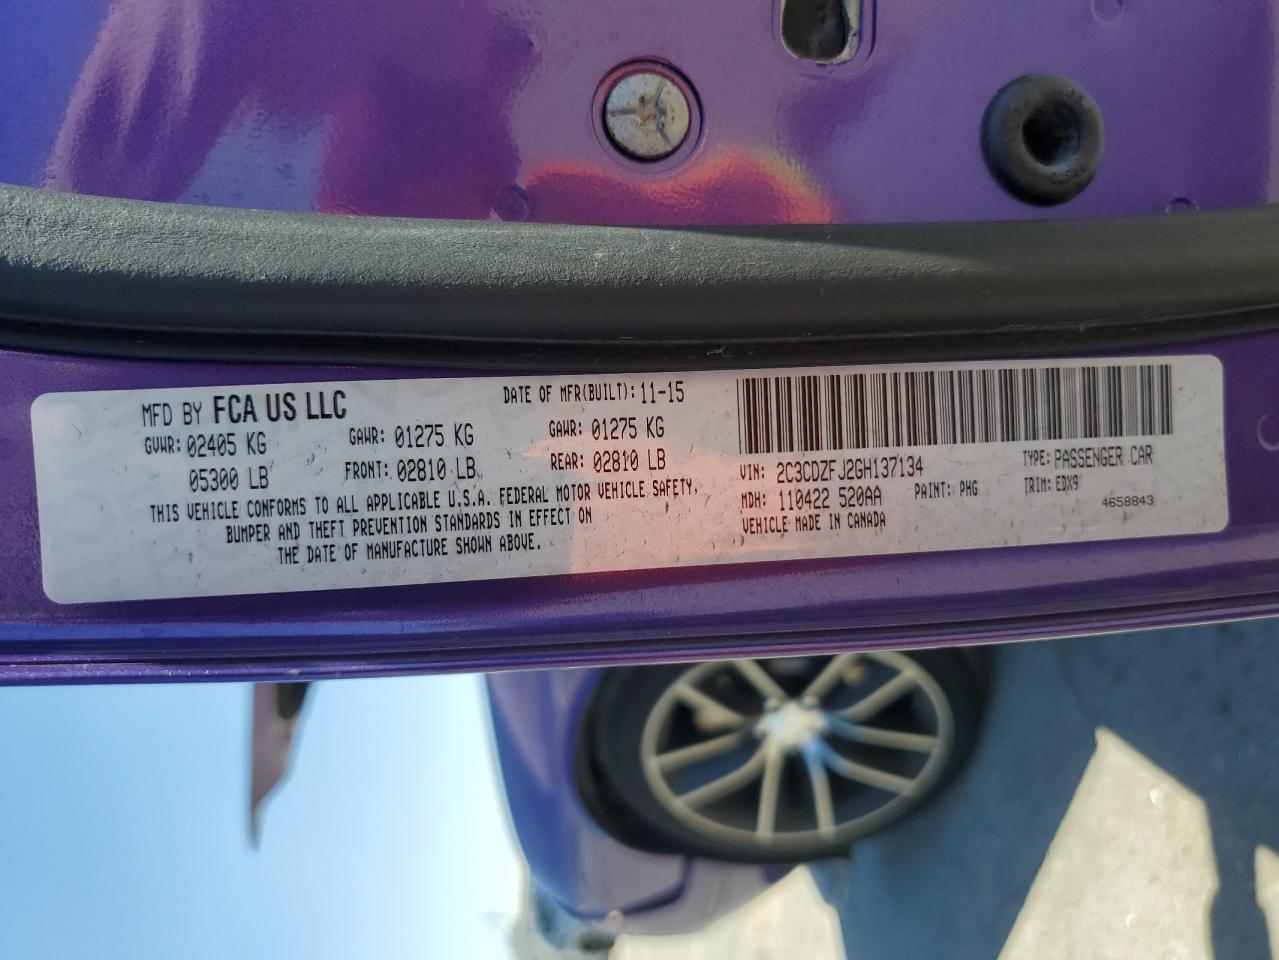 MFD BY FCA US LLC
DATE OF MFR(BUILT): 11-15
GVWR: 02405 KG
GAWR: 01275 KG
GAWR: 01275 KG
05300 LB
FRONT: 02810 LB
REAR: 02810 LB
THIS VEHICLE CONFORMS TO ALL APPLICABLE U.S.A. FEDERAL MOTOR VEHICLE SAFETY,
BUMPER AND THEFT PREVENTION STANDARDS IN EFFECT ON
THE DATE OF MANUFACTURE SHOWN ABOVE.
VIN: 2C3CDZFJ2GH137134
TYPE: PASSENGER CAR
MDH: 110422 520AA
PAINT: PHG
TRIM: EDX9
VEHICLE MADE IN CANADA
4658843